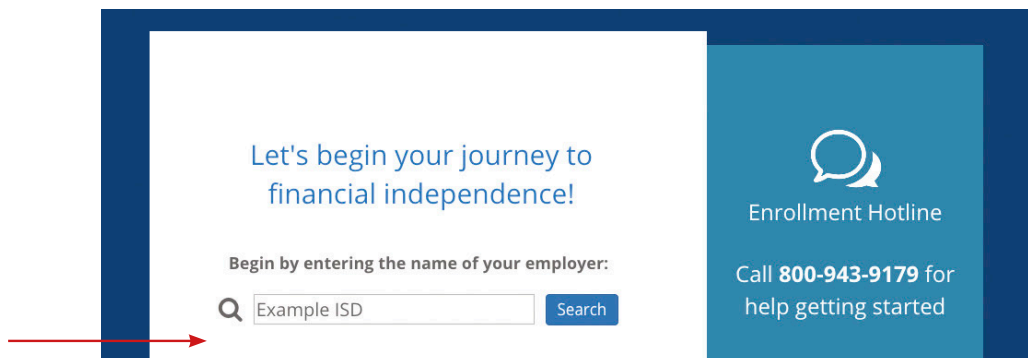 Let's begin your journey to
financial independence!
Begin by entering the name of your employer:
Example ISD
Search
Enrollment Hotline
Call 800-943-9179 for
help getting started